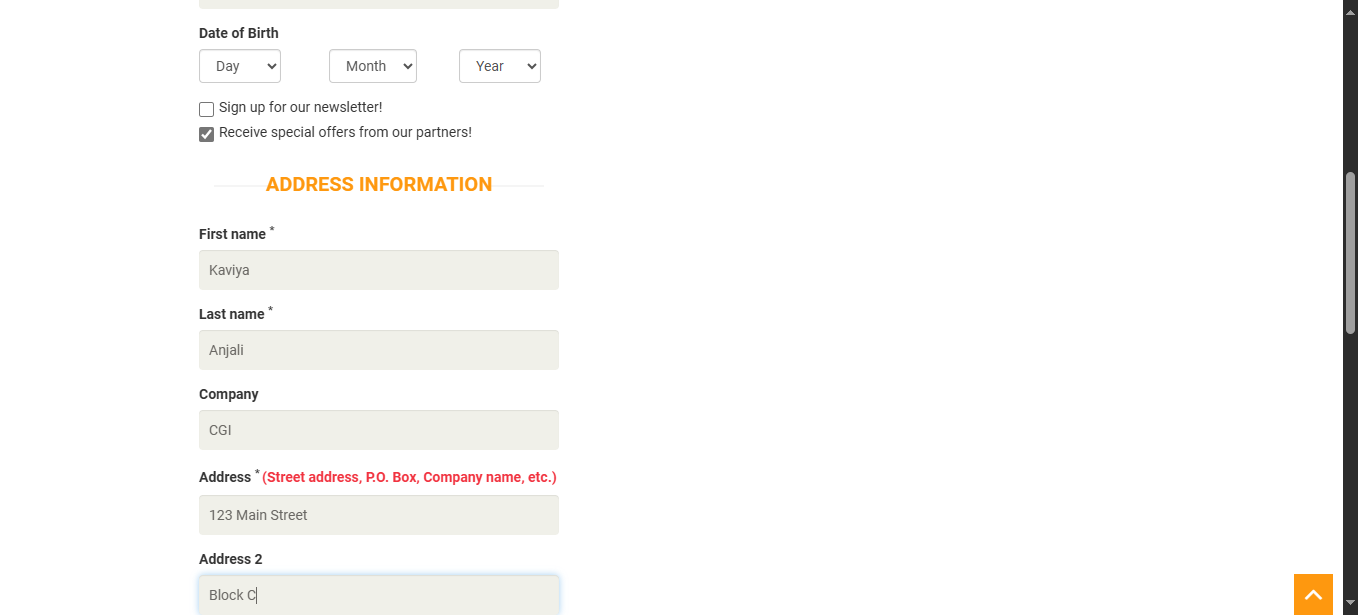 Date of Birth
Day Month Year
Sign up for our newsletter!
Receive special offers from our partners!
ADDRESS INFORMATION
First name *
Kaviya
Last name *
Anjali
Company
CGI
Address * (Street address, P.O. Box, Company name, etc.)
123 Main Street
Address 2
Block C